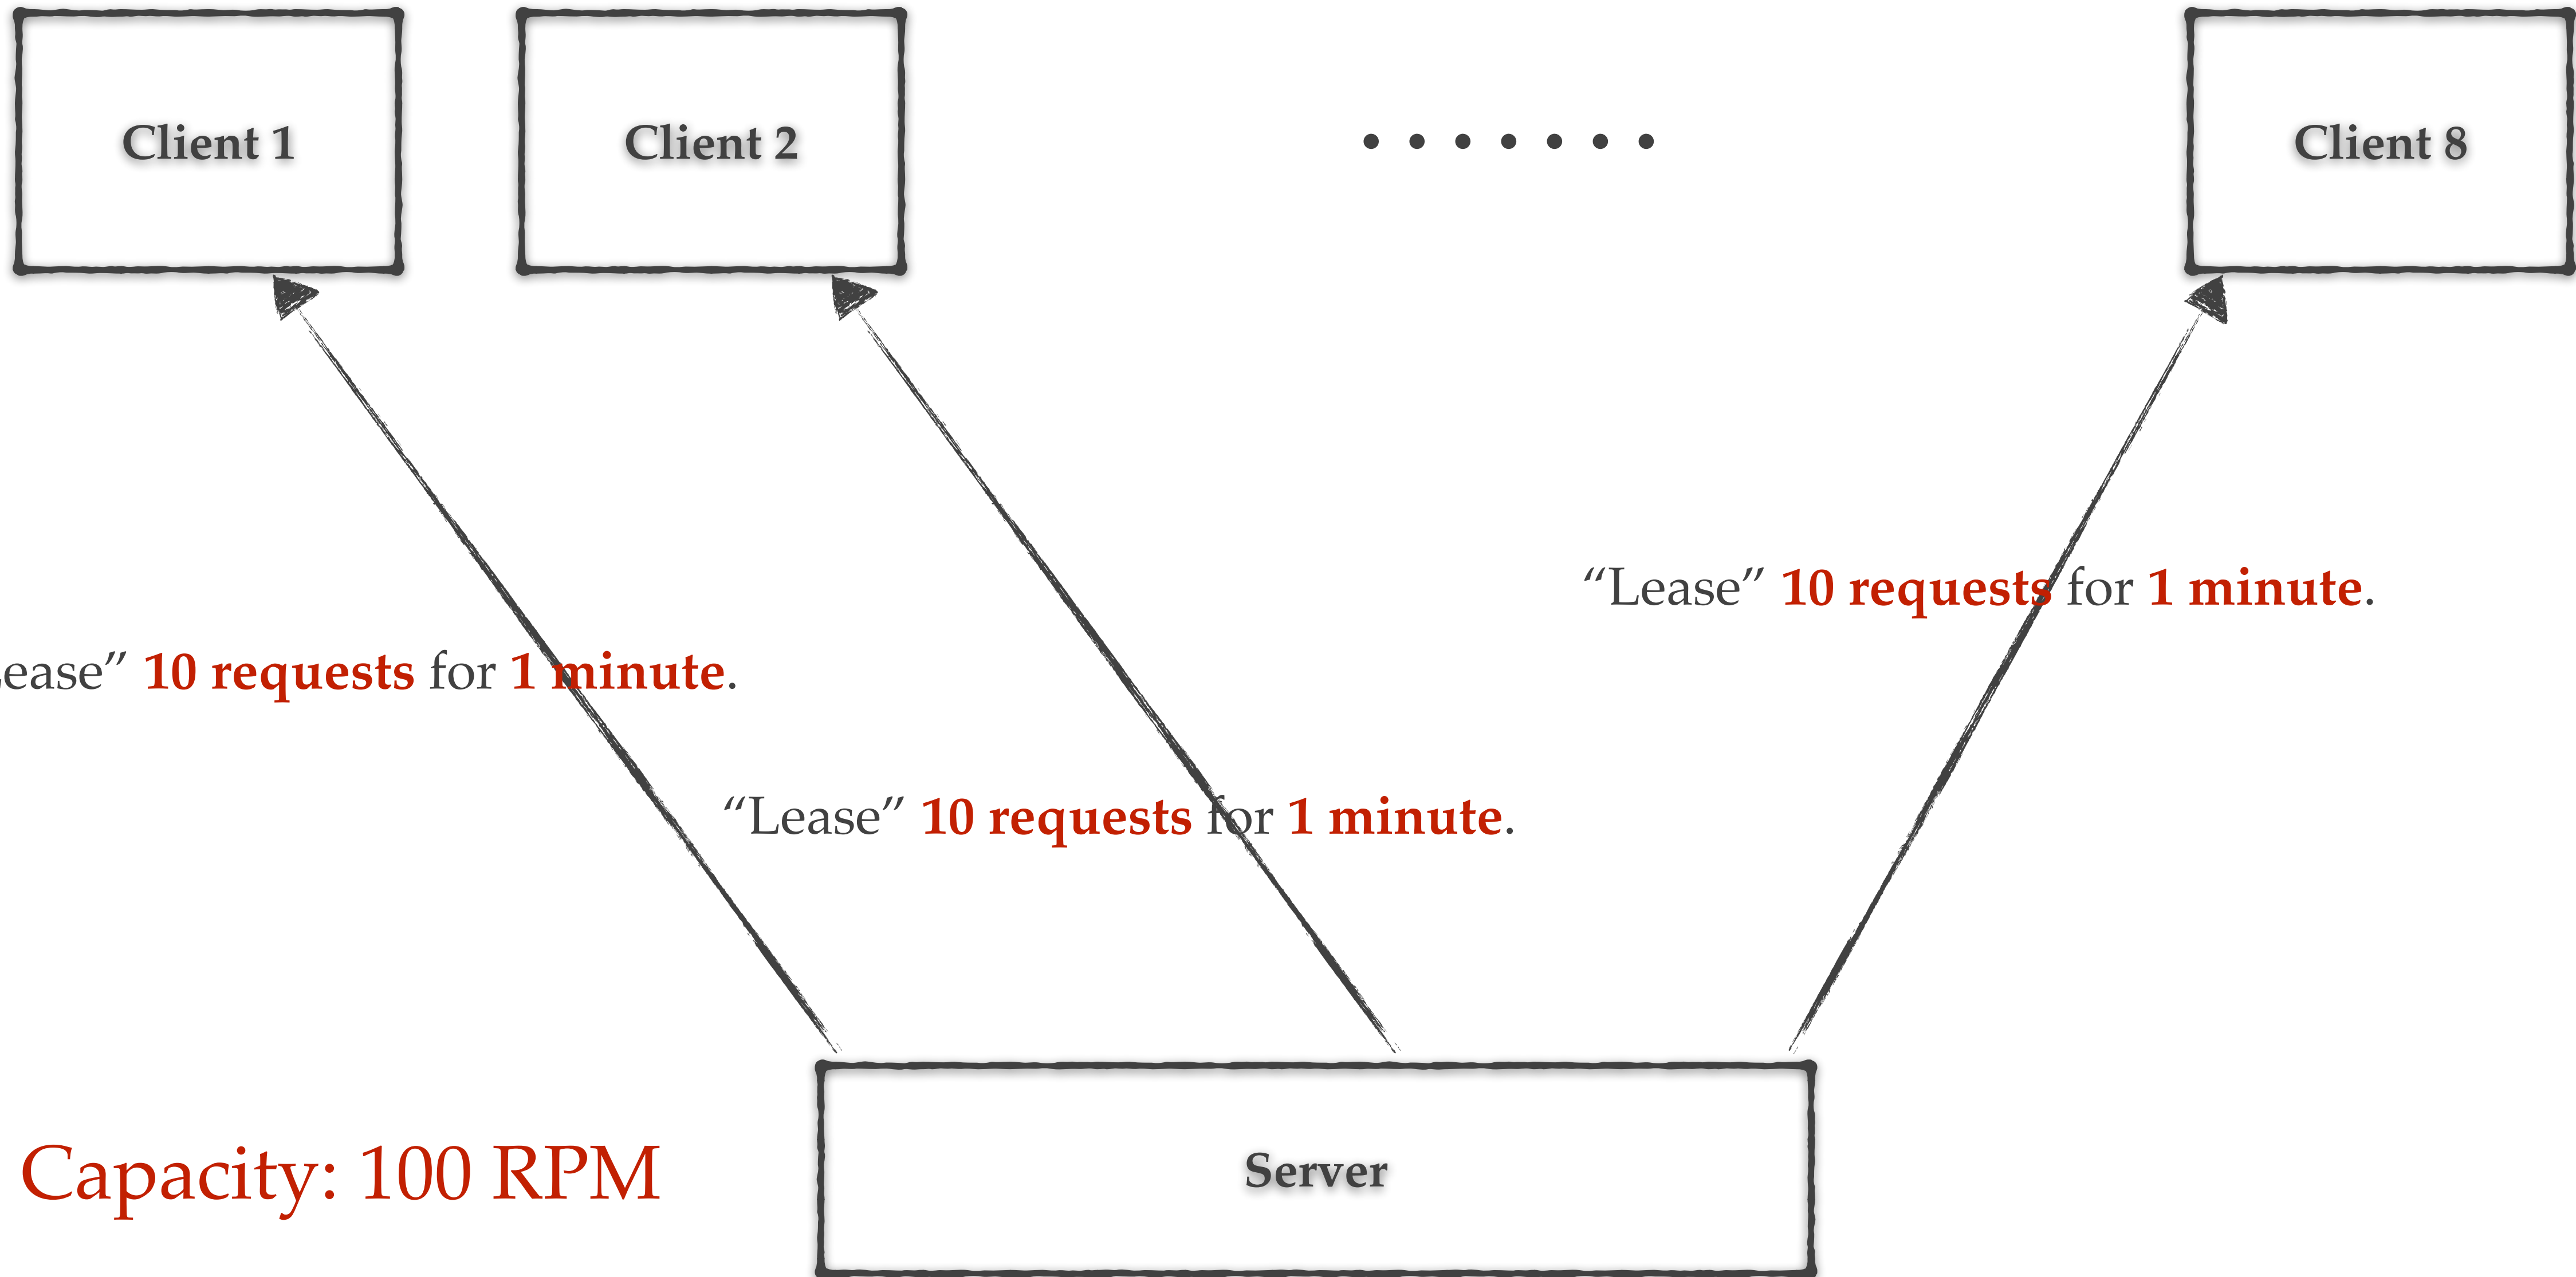 Client 1
Client 2
.......
Client 8
“Lease” 10 requests for 1 minute.
ease” 10 requests for 1 minute.
“Lease” 10 requests for 1 minute.
Capacity: 100 RPM
Server